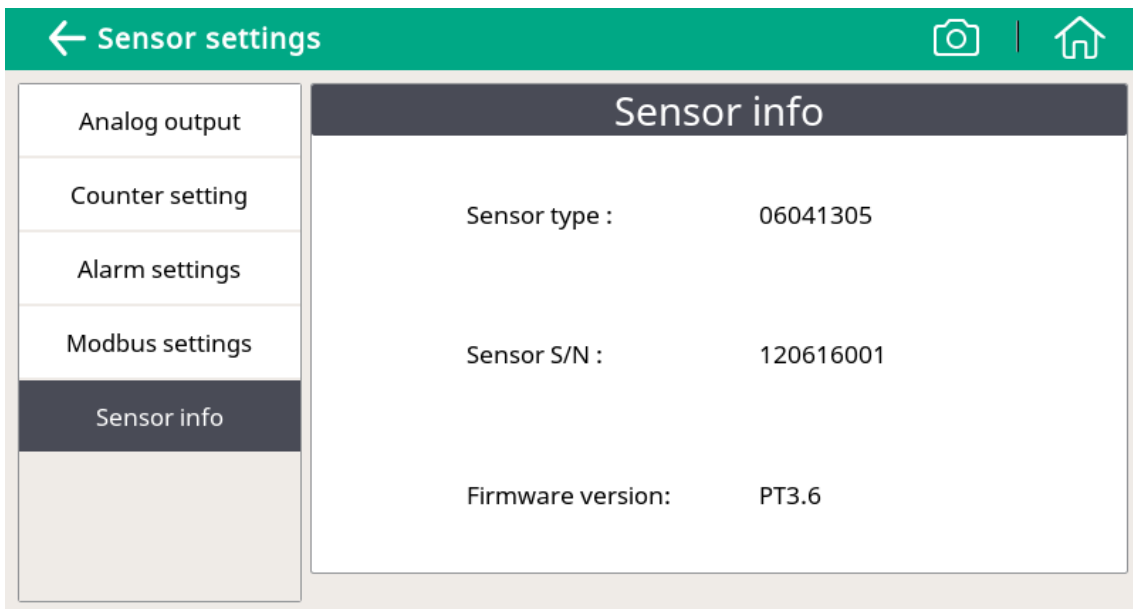 Sensor settings
Analog output
Counter setting
Alarm settings
Modbus settings
Sensor info
Sensor info
Sensor type : 06041305
Sensor S/N : 120616001
Firmware version: PT3.6